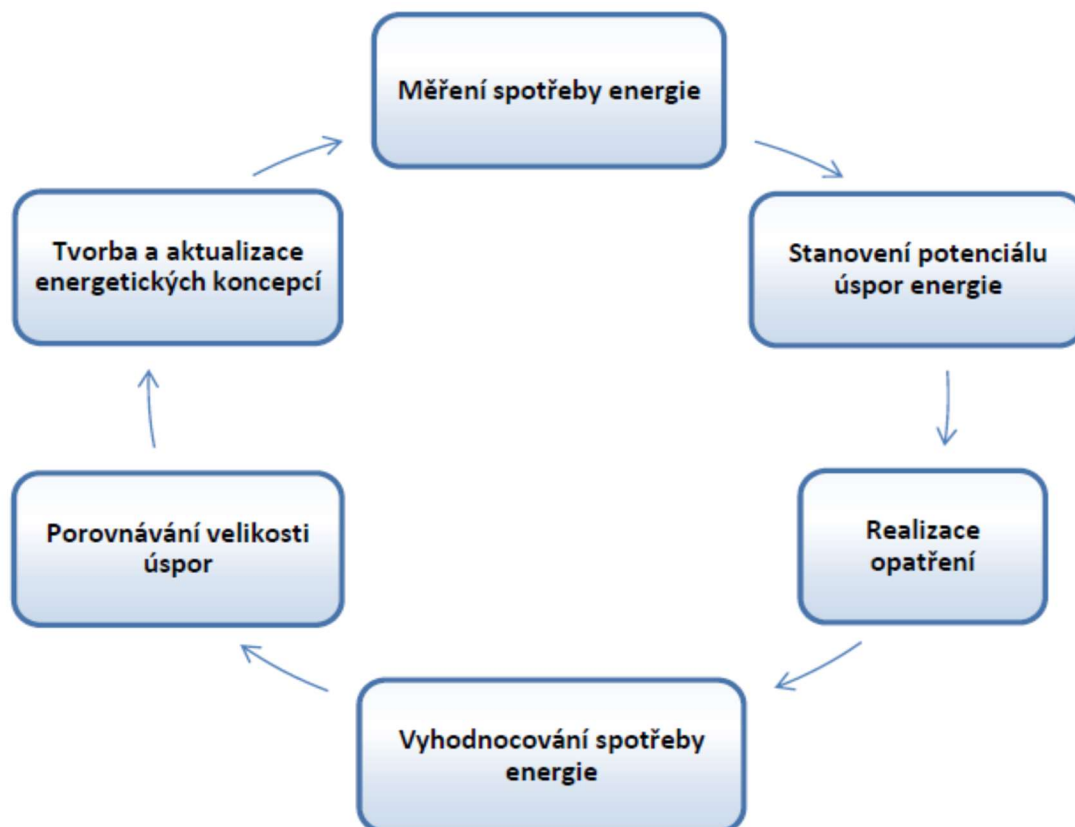 Měření spotřeby energie
Stanovení potenciálu
úspor energie
Realizace
opatření
Vyhodnocování spotřeby
energie
Porovnávání velikosti
úspor
Tvorba a aktualizace
energetických koncepcí